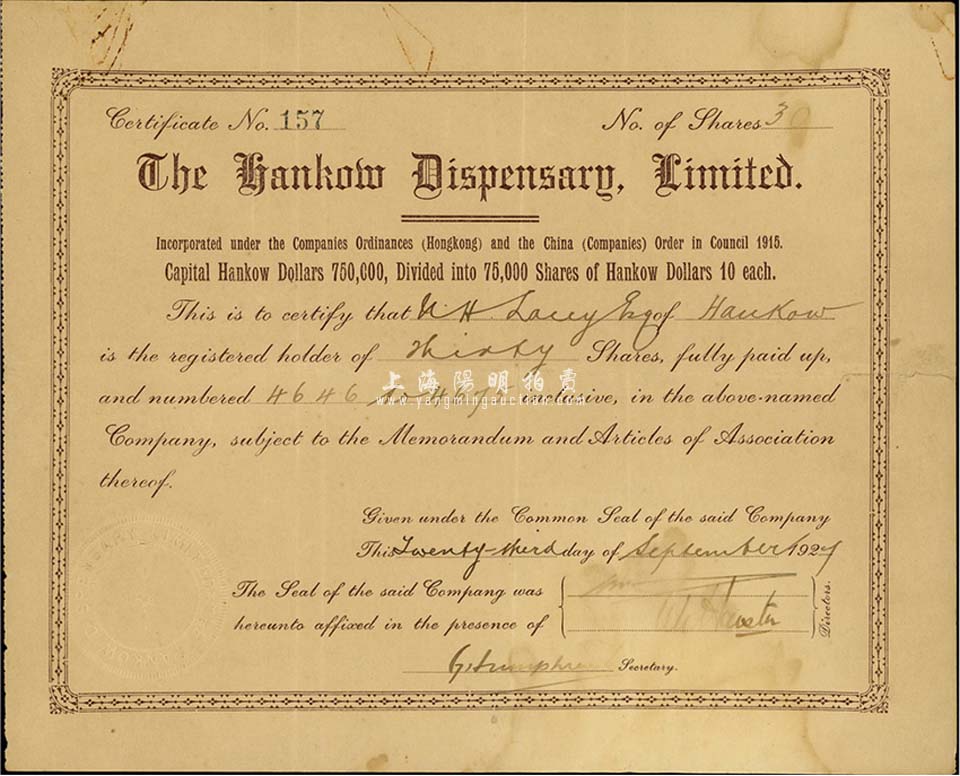 Certificate No. 157
No. of Shares 30
The Hankow Dispensary, Limited.
Incorporated under the Companies Ordinances (Hongkong) and the China (Companies) Order in Council 1915.
Capital Hankow Dollars 750,000, Divided into 75,000 Shares of Hankow Dollars 10 each.
This is to certify that H. Lacey Esq of Hankow
is the registered holder of Thirty Shares, fully paid up,
上海陽明拍賣
www.yangmingauction.com
and numbered 4646 inclusive, in the above-named
Company, subject to the Memorandum and Articles of Association
thereof.
Given under the Common Seal of the said Company
This Twenty-third day of September 192
The Seal of the said Compang was
hereunto affixed in the presence of
Directors.
Secretary.